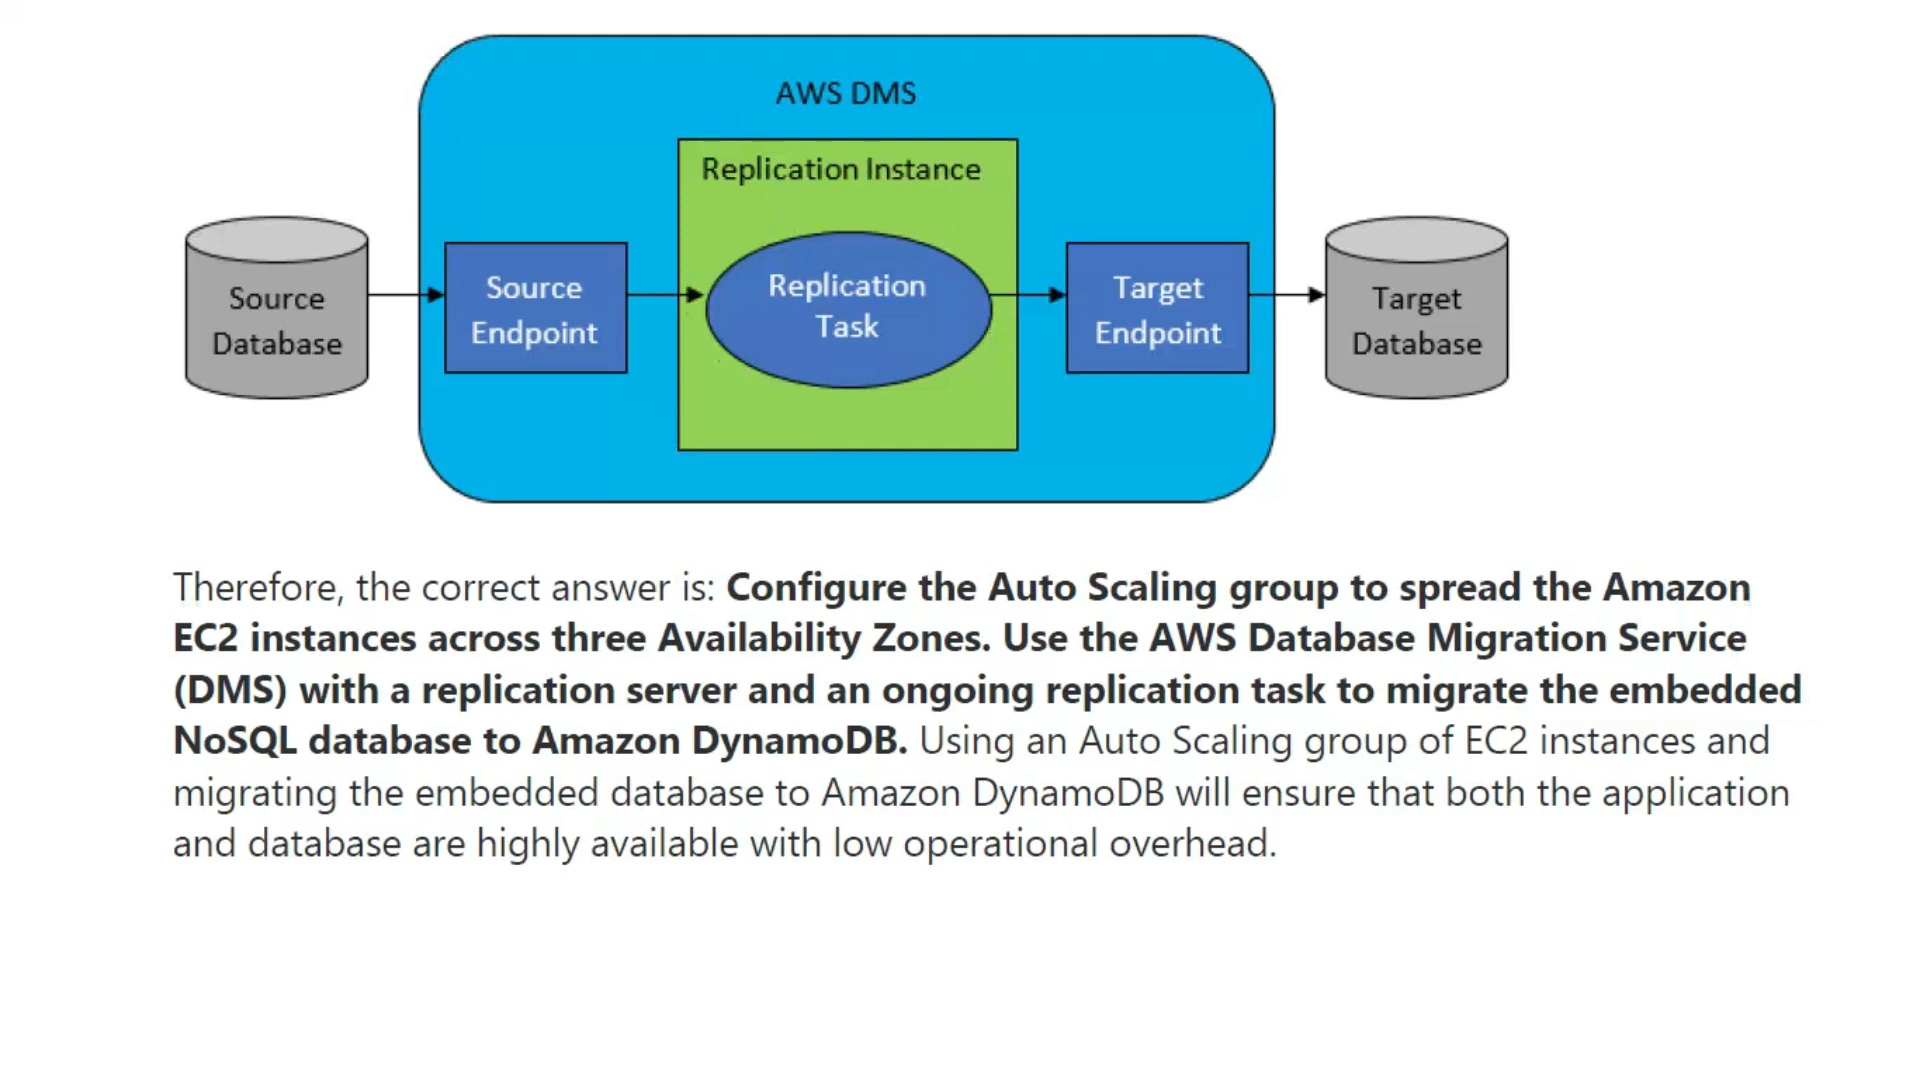 AWS DMS
Replication Instance
Source
Database
Source
Endpoint
Replication
Task
Target
Endpoint
Target
Database
Therefore, the correct answer is: Configure the Auto Scaling group to spread the Amazon
EC2 instances across three Availability Zones. Use the AWS Database Migration Service
(DMS) with a replication server and an ongoing replication task to migrate the embedded
NoSQL database to Amazon DynamoDB. Using an Auto Scaling group of EC2 instances and
migrating the embedded database to Amazon DynamoDB will ensure that both the application
and database are highly available with low operational overhead.